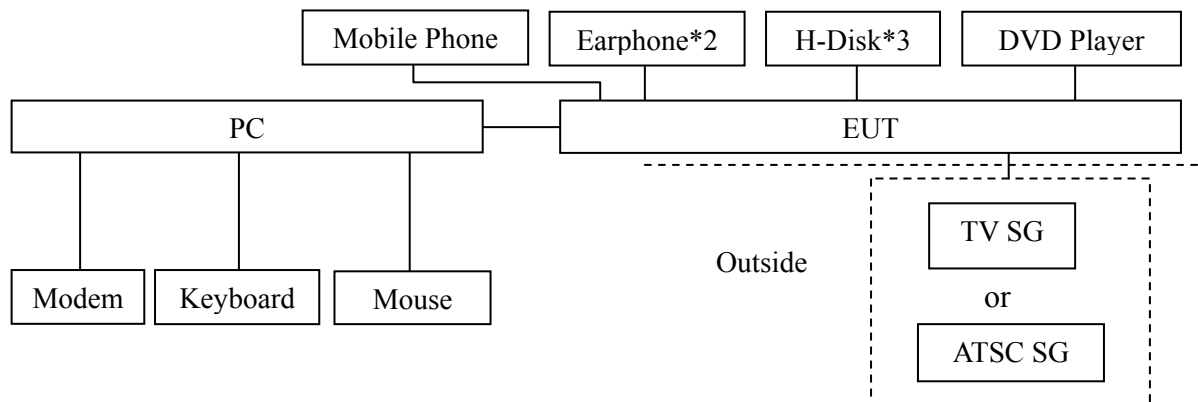 Mobile Phone
Earphone*2
H-Disk*3
DVD Player
PC
EUT
TV SG
Outside
Modem
Keyboard
Mouse
or
ATSC SG